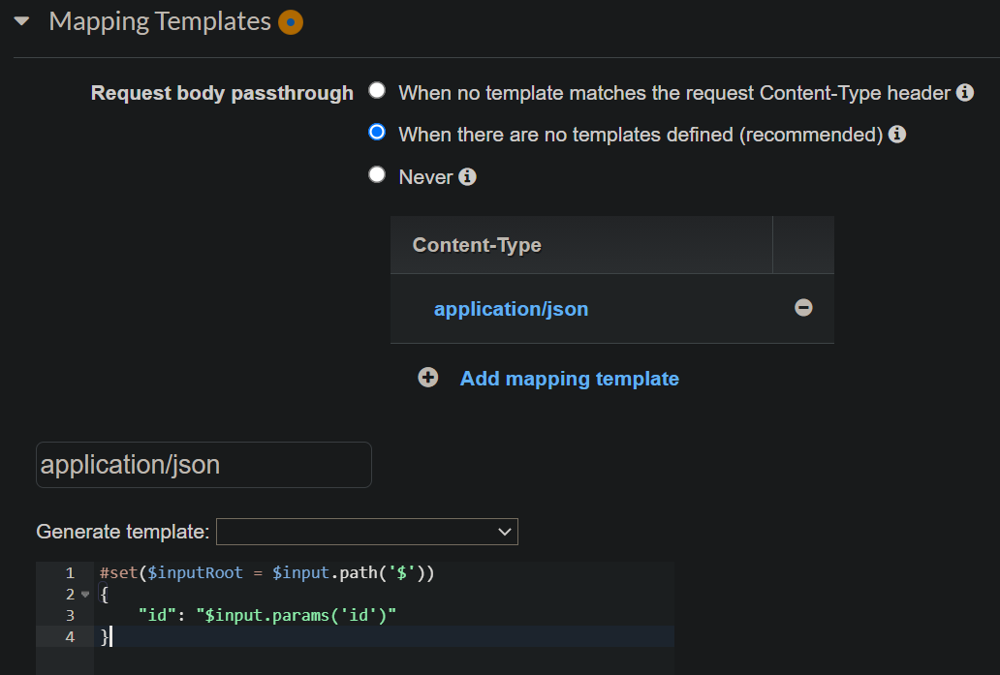 Mapping Templates
Request body passthrough
When no template matches the request Content-Type header
When there are no templates defined (recommended)
Never
Content-Type
application/json
Add mapping template
application/json
Generate template:
1 #set($inputRoot = $input.path('$'))
2 {
3     "id": "$input.params('id')"
4 }